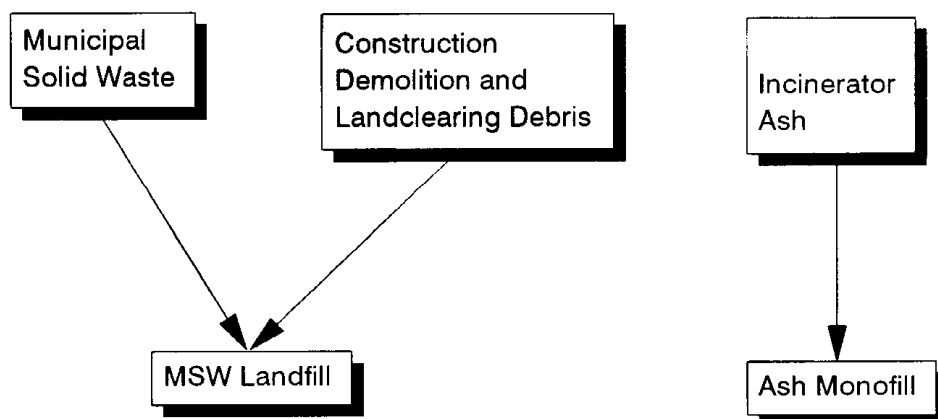 Municipal
Solid Waste
Construction
Demolition and
Landclearing Debris
Incinerator
Ash
MSW Landfill
Ash Monofill